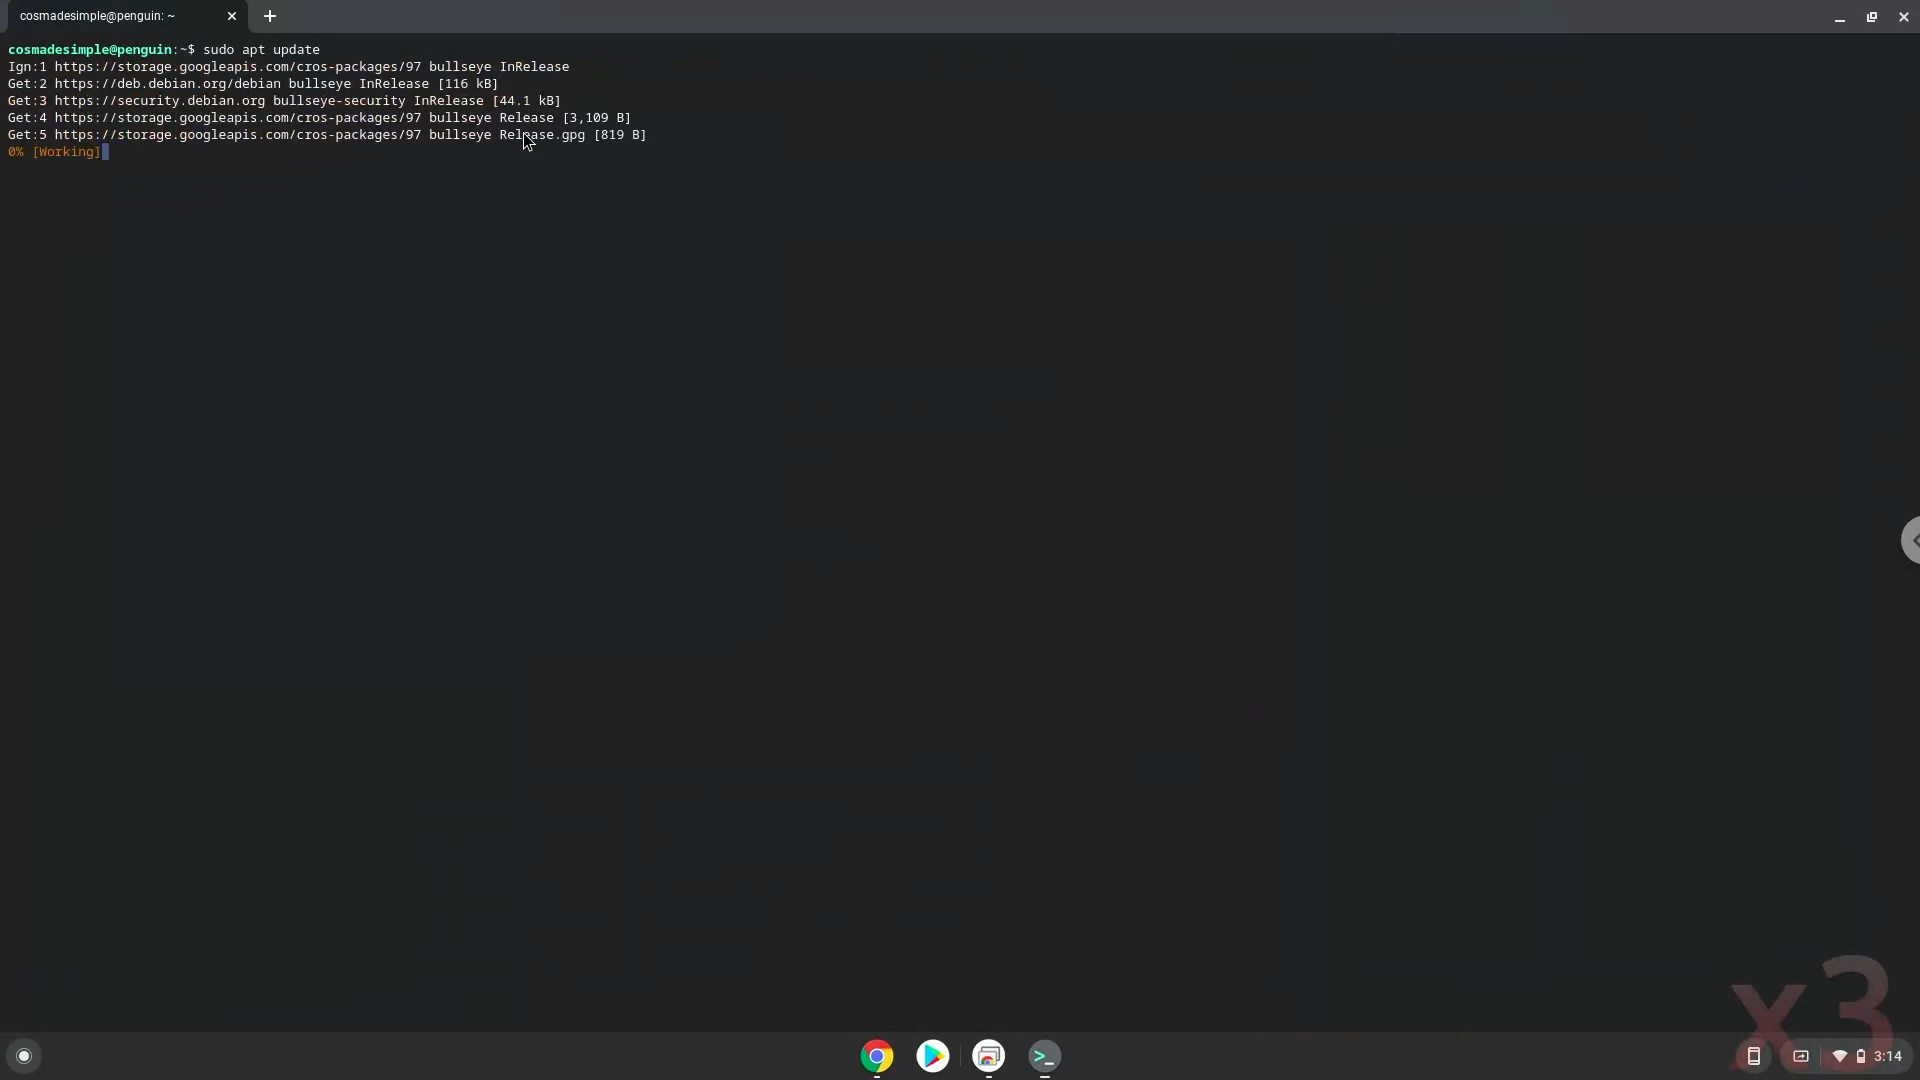 cosmadesimple@penguin: ~
cosmadesimple@penguin:~$ sudo apt update
Ign:1 https://storage.googleapis.com/cros-packages/97 bullseye InRelease
Get:2 https://deb.debian.org/debian bullseye InRelease [116 kB]
Get:3 https://security.debian.org bullseye-security InRelease [44.1 kB]
Get:4 https://storage.googleapis.com/cros-packages/97 bullseye Release [3,109 B]
Get:5 https://storage.googleapis.com/cros-packages/97 bullseye Release.gpg [819 B]
0% [Working]
x3
3:14